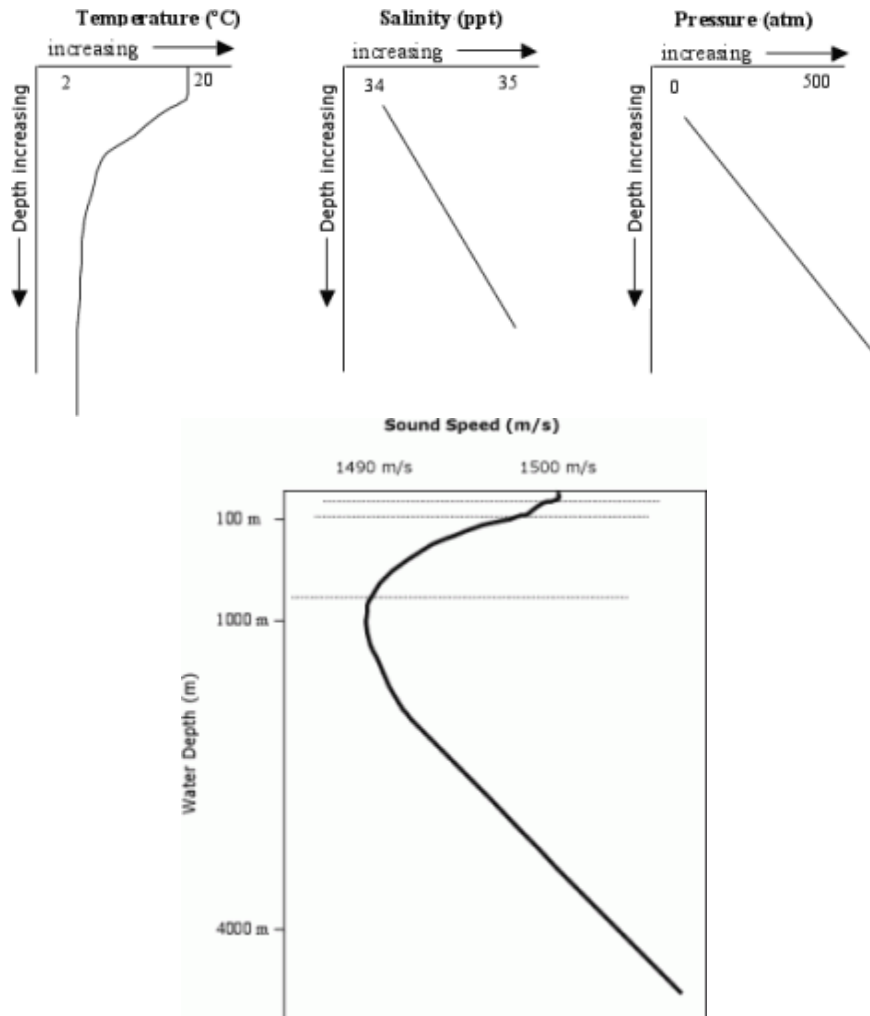 Temperature (°C)
increasing
2
20
Depth increasing
Salinity (ppt)
increasing
34
35
Depth increasing
Pressure (atm)
increasing
0
500
Depth increasing
Sound Speed (m/s)
1490 m/s
1500 m/s
100 m
1000 m
4000 m
Water Depth (m)